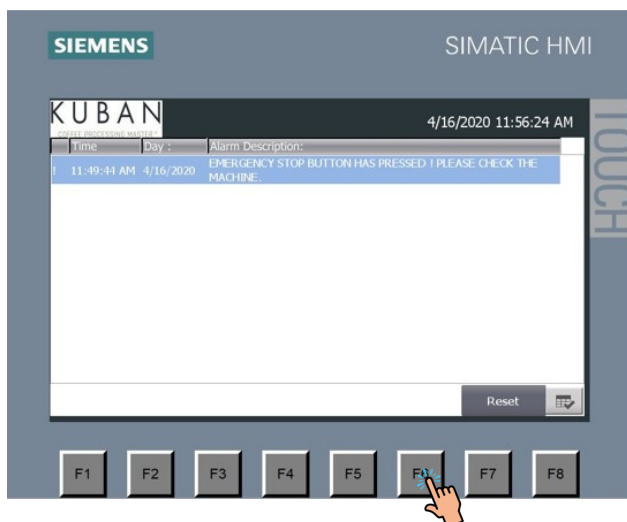 SIEMENS
SIMATIC HMI
TOUCH
KUBAN
COFFEE PROCESSING MASTER
4/16/2020 11:56:24 AM
Time Day : Alarm Description:
! 11:49:44 AM 4/16/2020 EMERGENCY STOP BUTTON HAS PRESSED ! PLEASE CHECK THE
MACHINE.
Reset
F1 F2 F3 F4 F5 F6 F7 F8